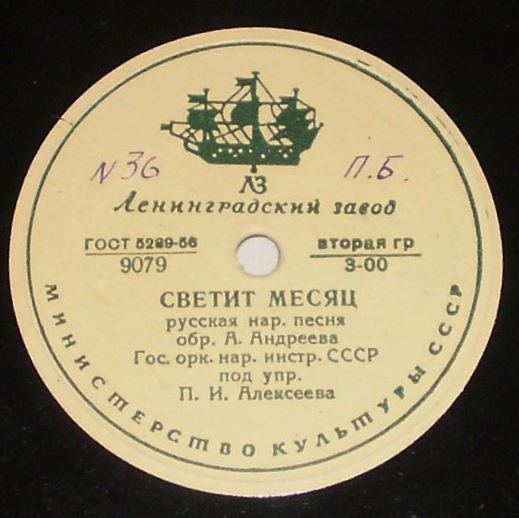 №36
П.Б.
ЛЗ
Ленинградский завод
ГОСТ 5289-56
вторая гр
9079
3-00
СВЕТИТ МЕСЯЦ
русская нар. песня
обр. А. Андреева
Гос. орк. нар. инстр. СССР
под упр.
П. И. Алексеева
МИНИСТЕРСТВО КУЛЬТУРЫ СССР